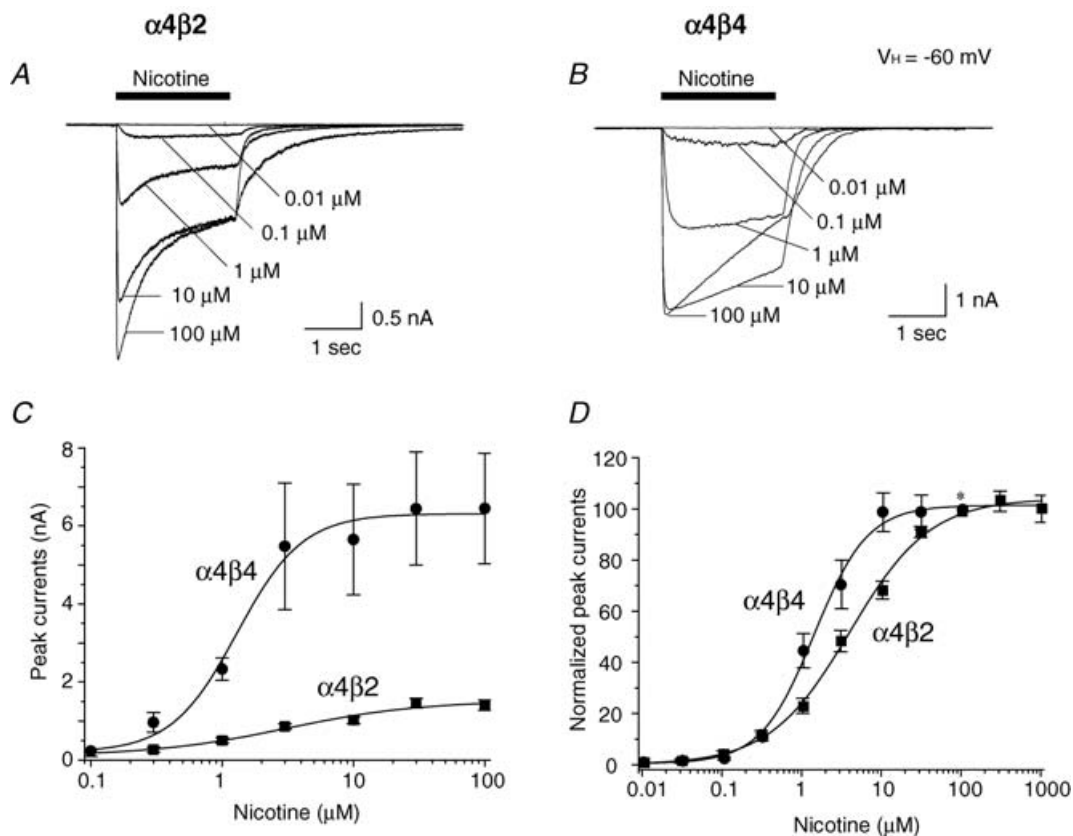 α4β2
α4β4
A
B
VH = -60 mV
Nicotine
Nicotine
0.01 μM
0.1 μM
1 μM
10 μM
100 μM
0.5 nA
1 sec
0.01 μM
0.1 μM
1 μM
10 μM
100 μM
1 nA
1 sec
C
8
6
4
2
0
Peak currents (nA)
α4β4
α4β2
0.1
1
10
100
Nicotine (μM)
D
120
100
80
60
40
20
0
Normalized peak currents
*
α4β4
α4β2
0.01
0.1
1
10
100
1000
Nicotine (μM)